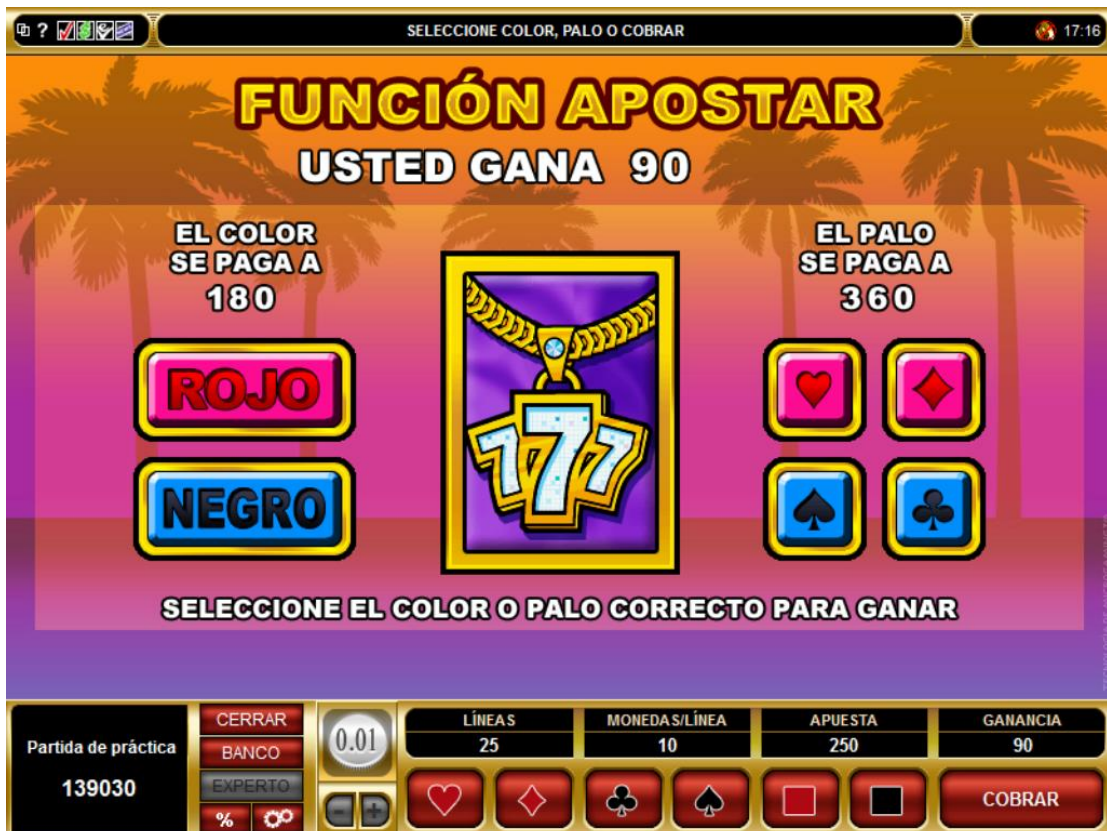 ?
SELECCIONE COLOR, PALO O COBRAR
17:16
FUNCIÓN APOSTAR
USTED GANA 90
EL COLOR
SE PAGA A
180
ROJO
NEGRO
777
EL PALO
SE PAGA A
360
SELECCIONE EL COLOR O PALO CORRECTO PARA GANAR
Partida de práctica
139030
CERRAR
BANCO
EXPERTO
%
0.01
- +
LÍNEAS
25
MONEDAS/LÍNEA
10
APUESTA
250
GANANCIA
90
COBRAR